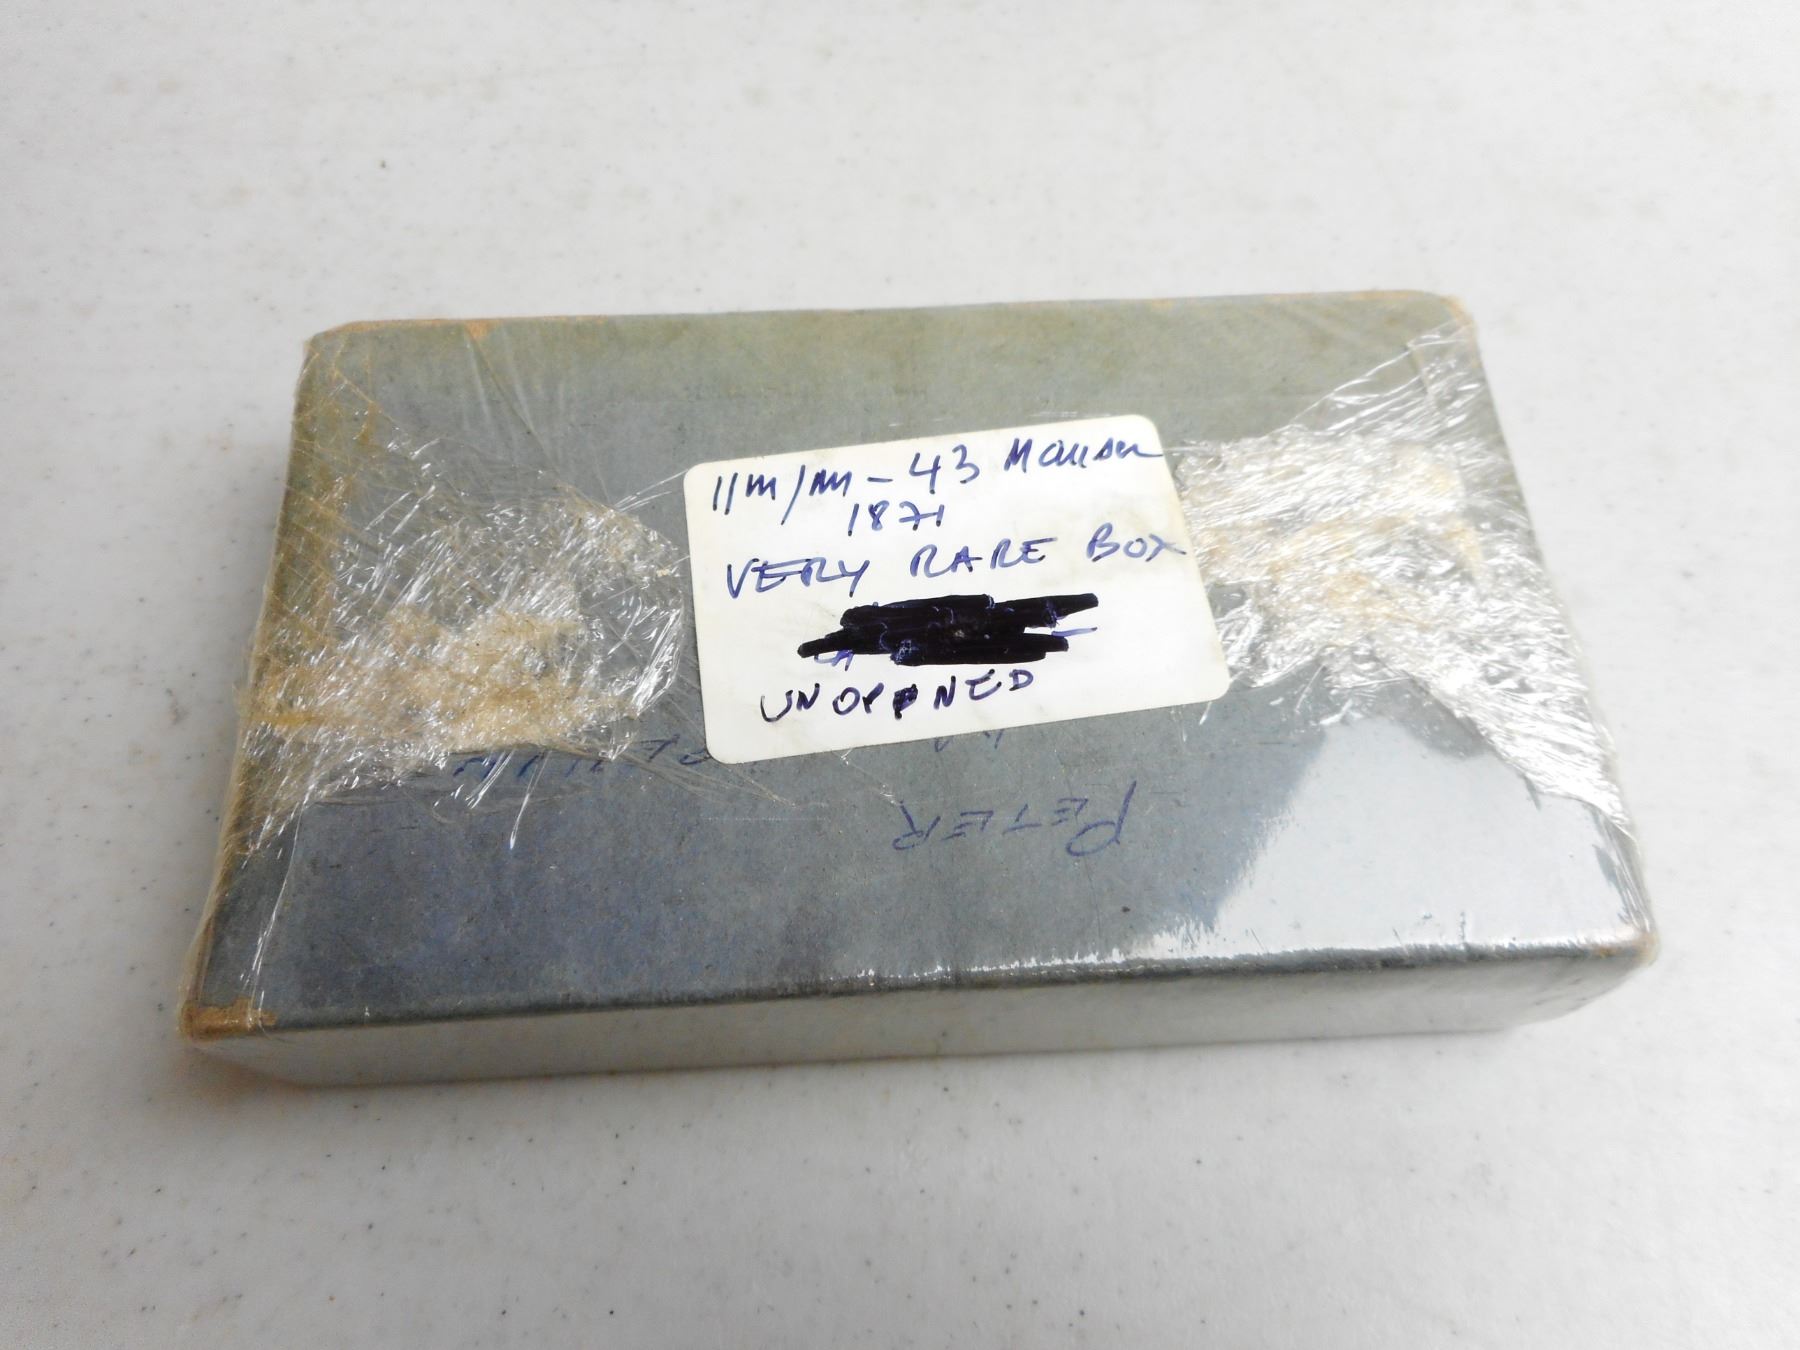 11m/m - 43 Mauser
1871
VERY RARE BOX
UNOPENED
PETER